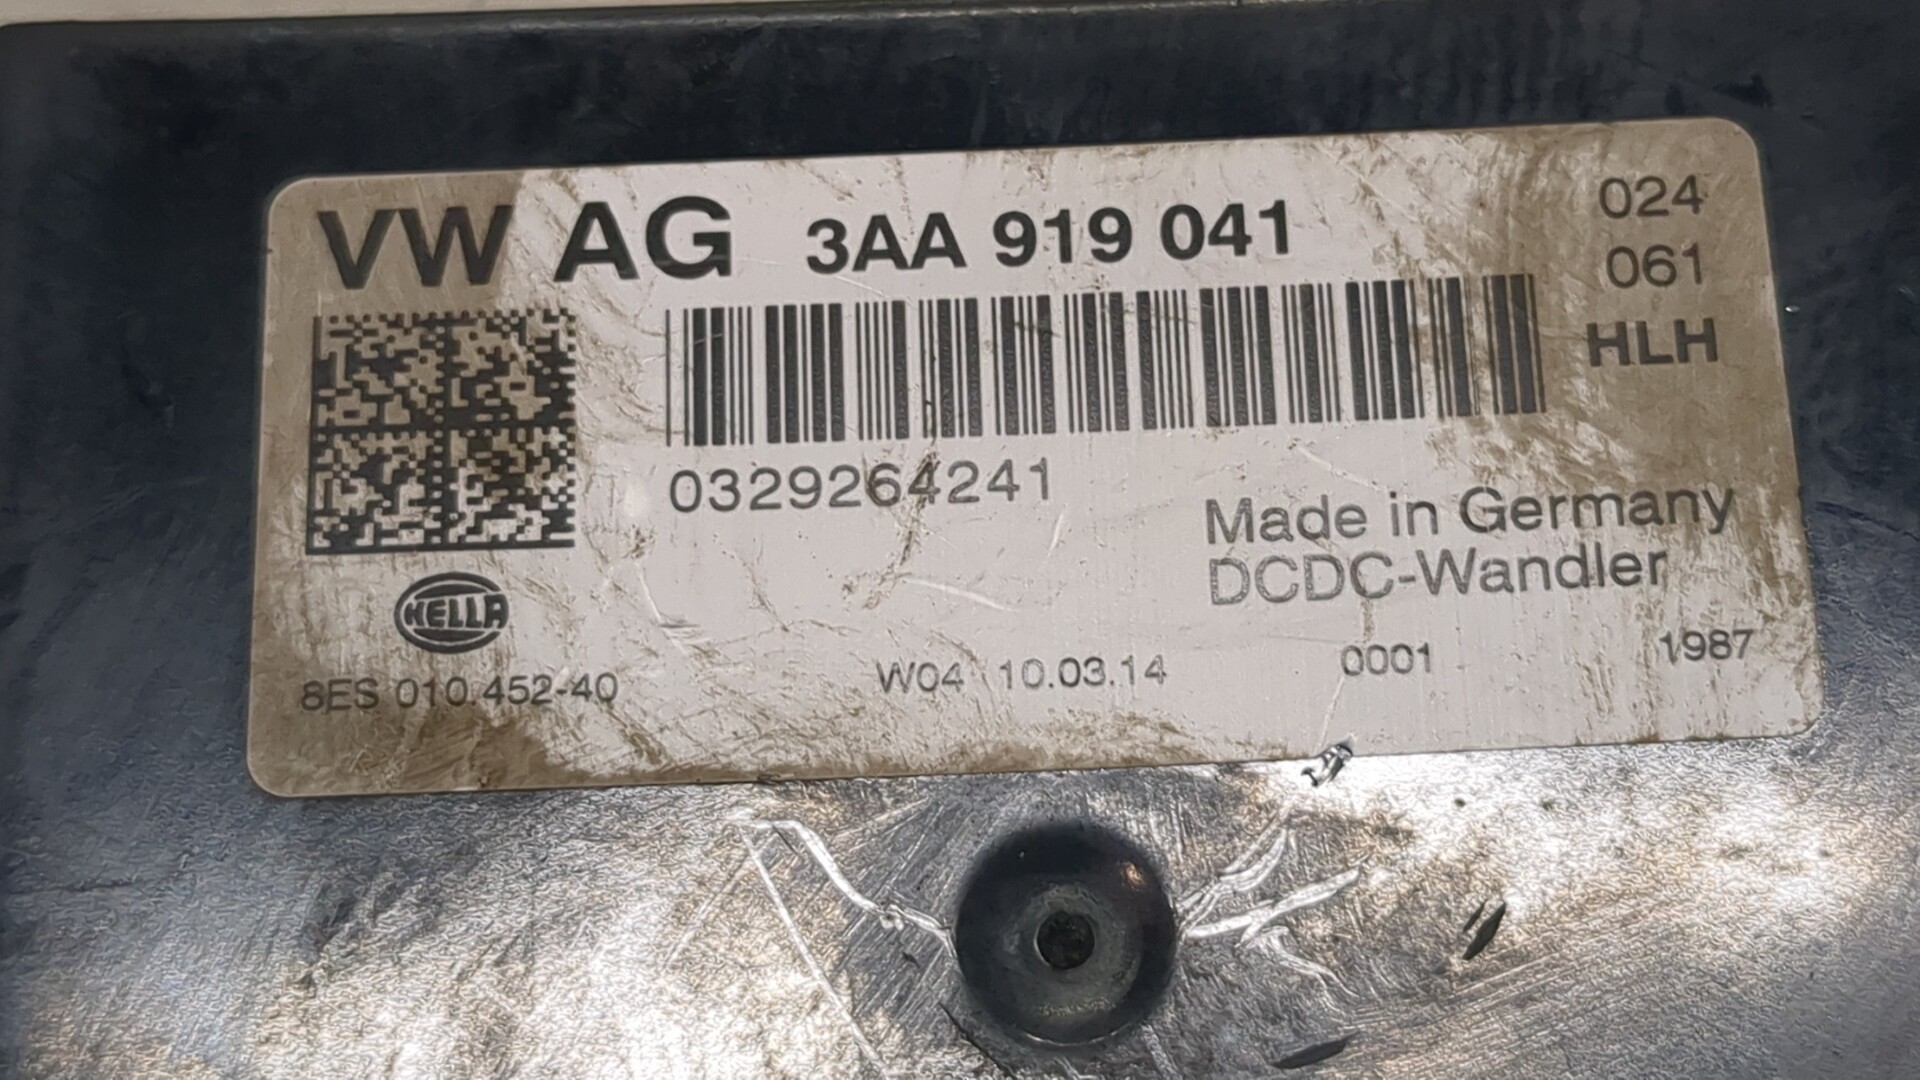 VW AG 3AA 919 041
024
061
HLH
0329264241
Made in Germany
DCDC-Wandler
HELLA
8ES 010.452-40
W04 10.03.14
0001
1987